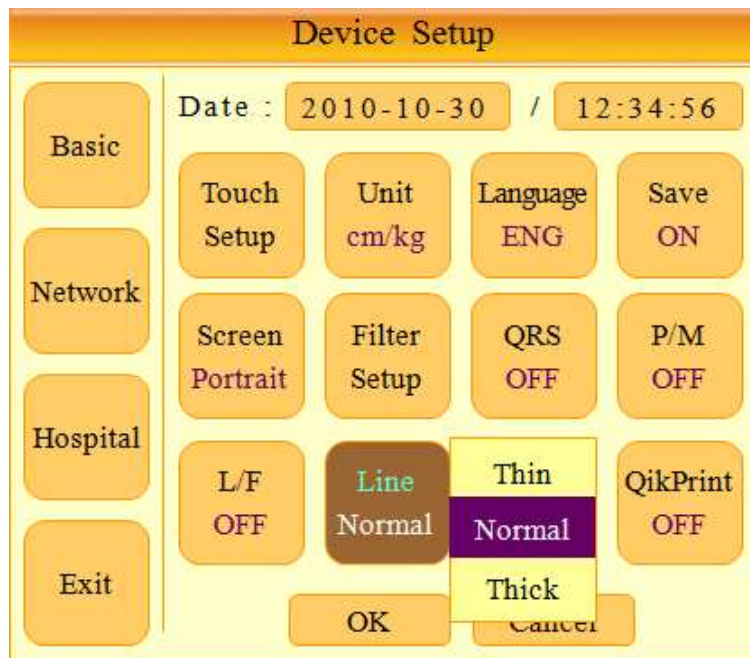 Device Setup
Date : 2010-10-30 / 12:34:56
Basic
Network
Hospital
Exit
Touch
Setup
Unit
cm/kg
Language
ENG
Save
ON
Screen
Portrait
Filter
Setup
QRS
OFF
P/M
OFF
L/F
OFF
Line
Normal
Thin
Normal
Thick
QikPrint
OFF
OK
Cancel